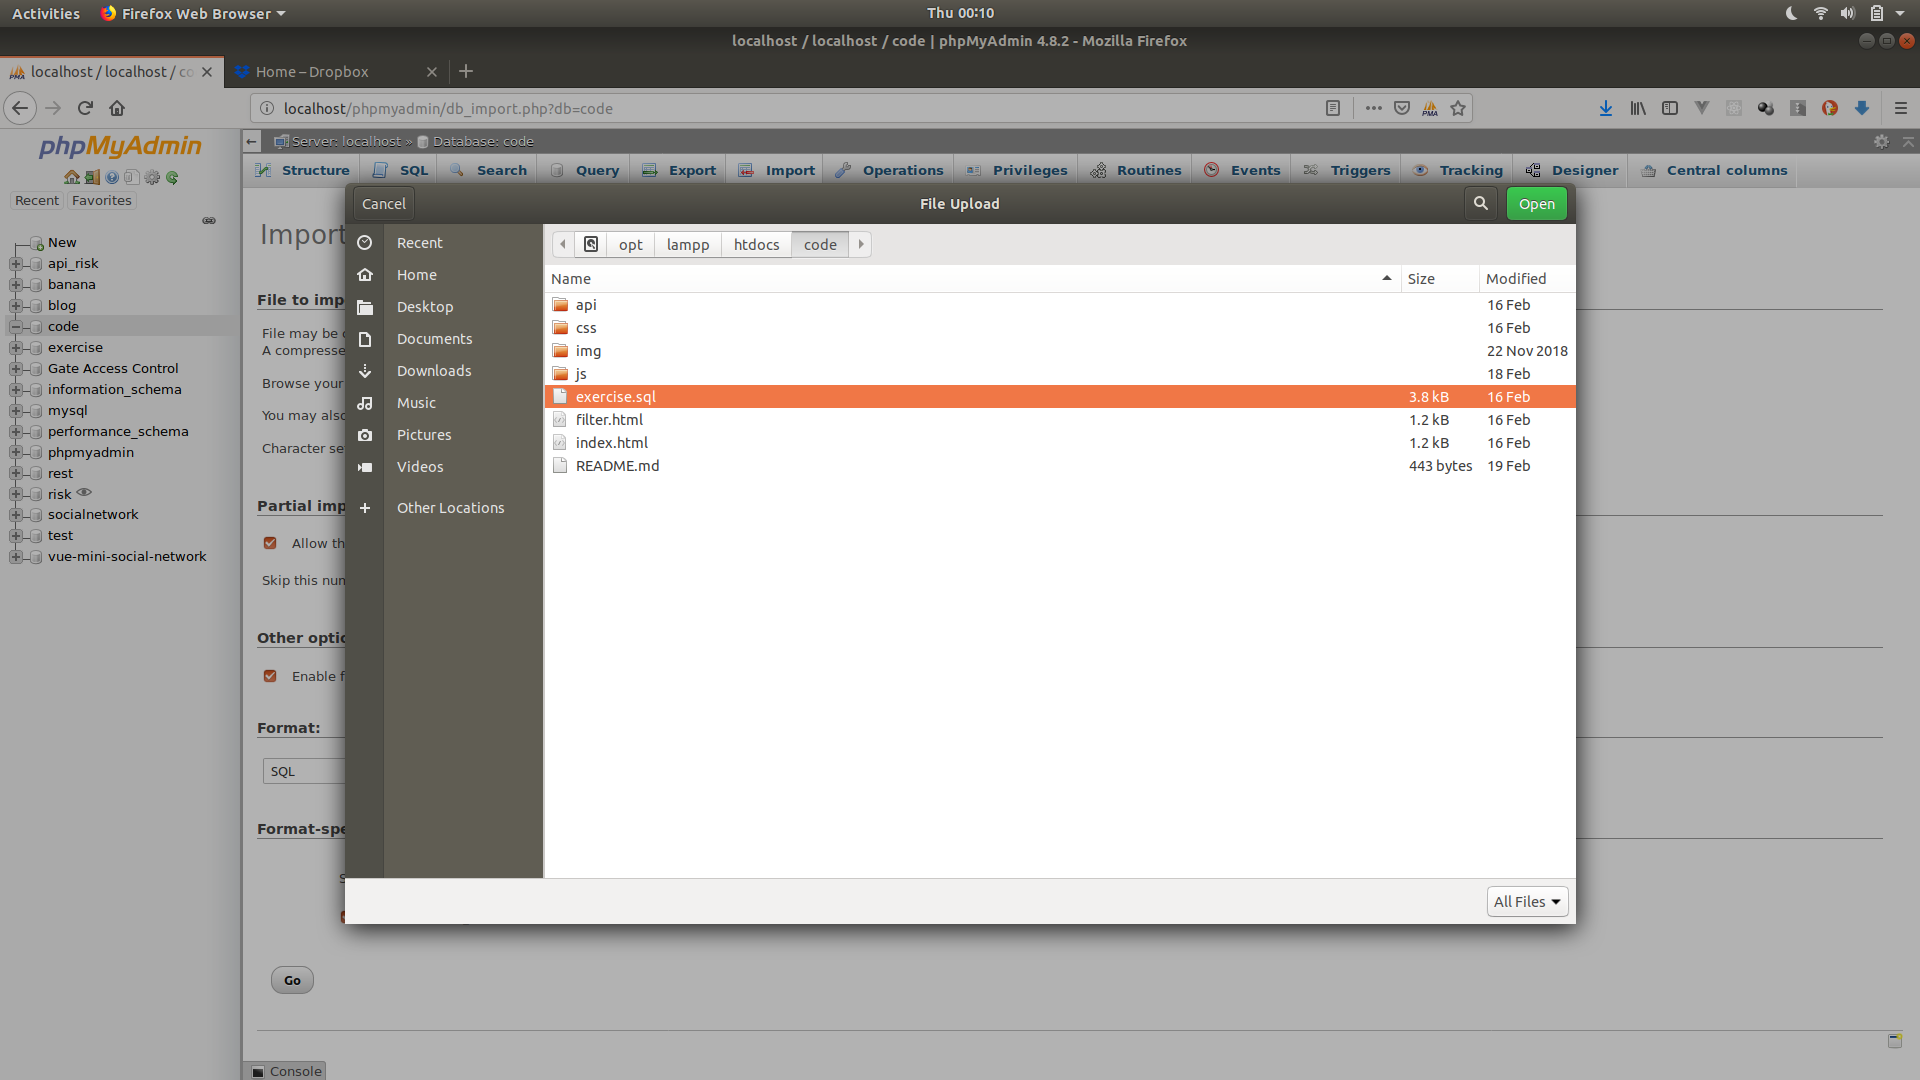 Activities
Firefox Web Browser
Thu 00:10
localhost / localhost / code | phpMyAdmin 4.8.2 - Mozilla Firefox
localhost / localhost / co
Home – Dropbox
localhost/phpmyadmin/db_import.php?db=code
PMA
phpMyAdmin
Recent
Favorites
New
api_risk
banana
blog
code
exercise
Gate Access Control
information_schema
mysql
performance_schema
phpmyadmin
rest
risk
socialnetwork
test
vue-mini-social-network
Server: localhost » Database: code
Structure
SQL
Search
Query
Export
Import
Operations
Privileges
Routines
Events
Triggers
Tracking
Designer
Central columns
Import
File to imp
File may be
A compresse
Browse your
You may also
Character se
Partial imp
Allow th
Skip this num
Other optio
Enable f
Format:
SQL
Format-spe
Go
Console
Cancel
File Upload
Open
Recent
Home
Desktop
Documents
Downloads
Music
Pictures
Videos
Other Locations
opt
lampp
htdocs
code
Name Size Modified
api 16 Feb
css 16 Feb
img 22 Nov 2018
js 18 Feb
exercise.sql 3.8 kB 16 Feb
filter.html 1.2 kB 16 Feb
index.html 1.2 kB 16 Feb
README.md 443 bytes 19 Feb
All Files